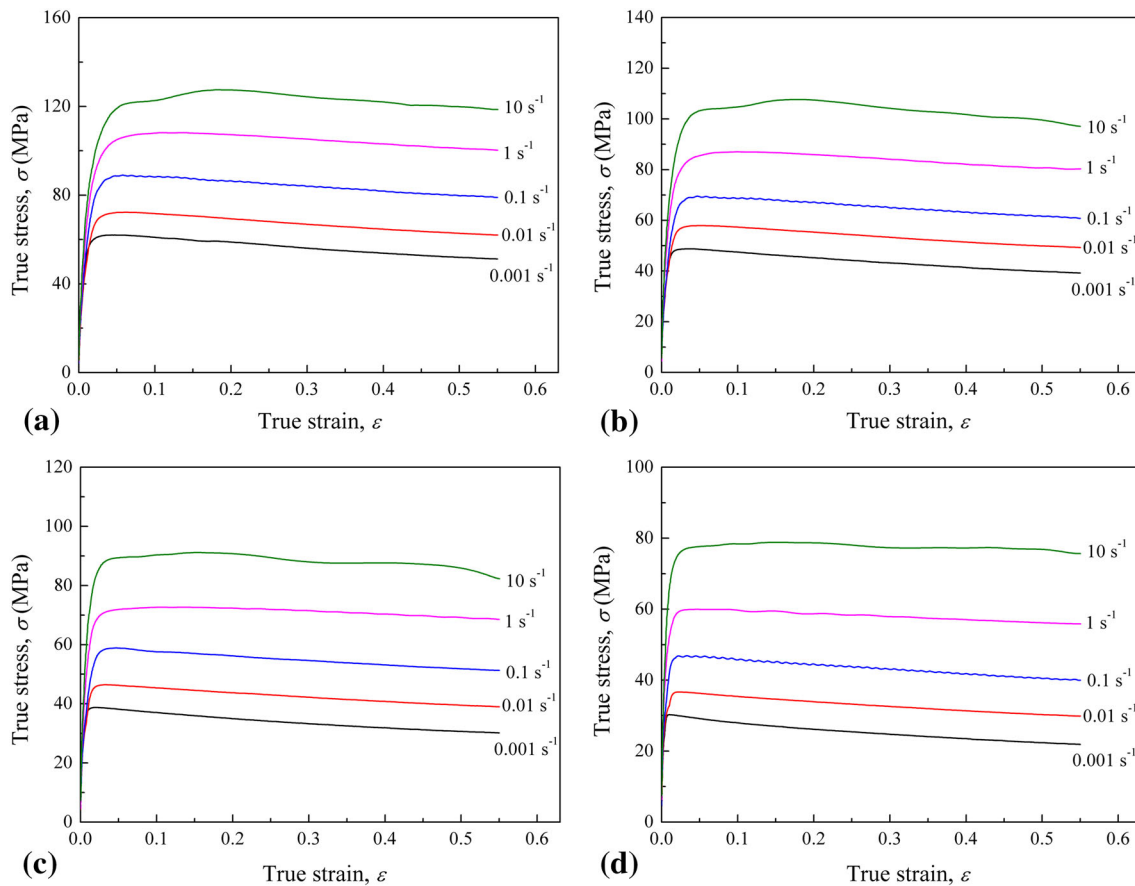 160
120
80
40
0
True stress, σ (MPa)
10 s⁻¹
1 s⁻¹
0.1 s⁻¹
0.01 s⁻¹
0.001 s⁻¹
0.0 0.1 0.2 0.3 0.4 0.5 0.6
True strain, ε
(a)
140
120
100
80
60
40
20
0
True stress, σ (MPa)
10 s⁻¹
1 s⁻¹
0.1 s⁻¹
0.01 s⁻¹
0.001 s⁻¹
0.0 0.1 0.2 0.3 0.4 0.5 0.6
True strain, ε
(b)
120
100
80
60
40
20
0
True stress, σ (MPa)
10 s⁻¹
1 s⁻¹
0.1 s⁻¹
0.01 s⁻¹
0.001 s⁻¹
0.0 0.1 0.2 0.3 0.4 0.5 0.6
True strain, ε
(c)
100
80
60
40
20
0
True stress, σ (MPa)
10 s⁻¹
1 s⁻¹
0.1 s⁻¹
0.01 s⁻¹
0.001 s⁻¹
0.0 0.1 0.2 0.3 0.4 0.5 0.6
True strain, ε
(d)